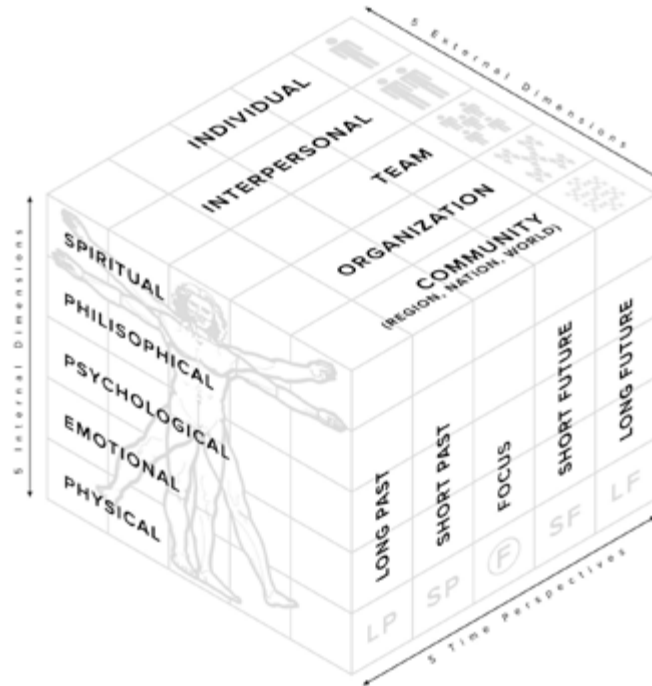 5 External Dimensions
INDIVIDUAL
INTERPERSONAL
TEAM
ORGANIZATION
COMMUNITY
(REGION, NATION, WORLD)
5 Internal Dimensions
SPIRITUAL
PHILISOPHICAL
PSYCHOLOGICAL
EMOTIONAL
PHYSICAL
LONG PAST
SHORT PAST
FOCUS
SHORT FUTURE
LONG FUTURE
LP
SP
F
SF
LF
5 Time Perspectives